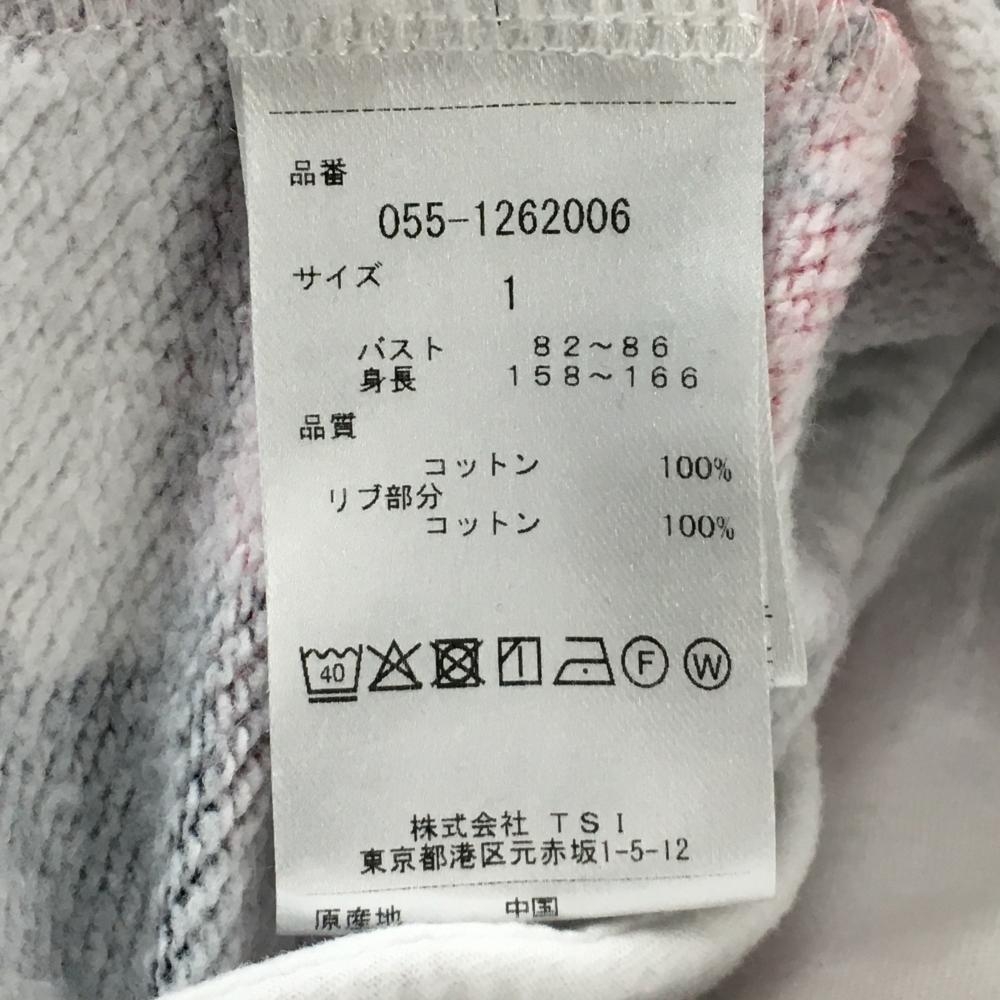 品番
055-1262006
サイズ 1
バスト 82～86
身長 158～166
品質
コットン 100%
リブ部分
コットン 100%
40 F W
株式会社 TSI
東京都港区元赤坂1-5-12
原産地 中国